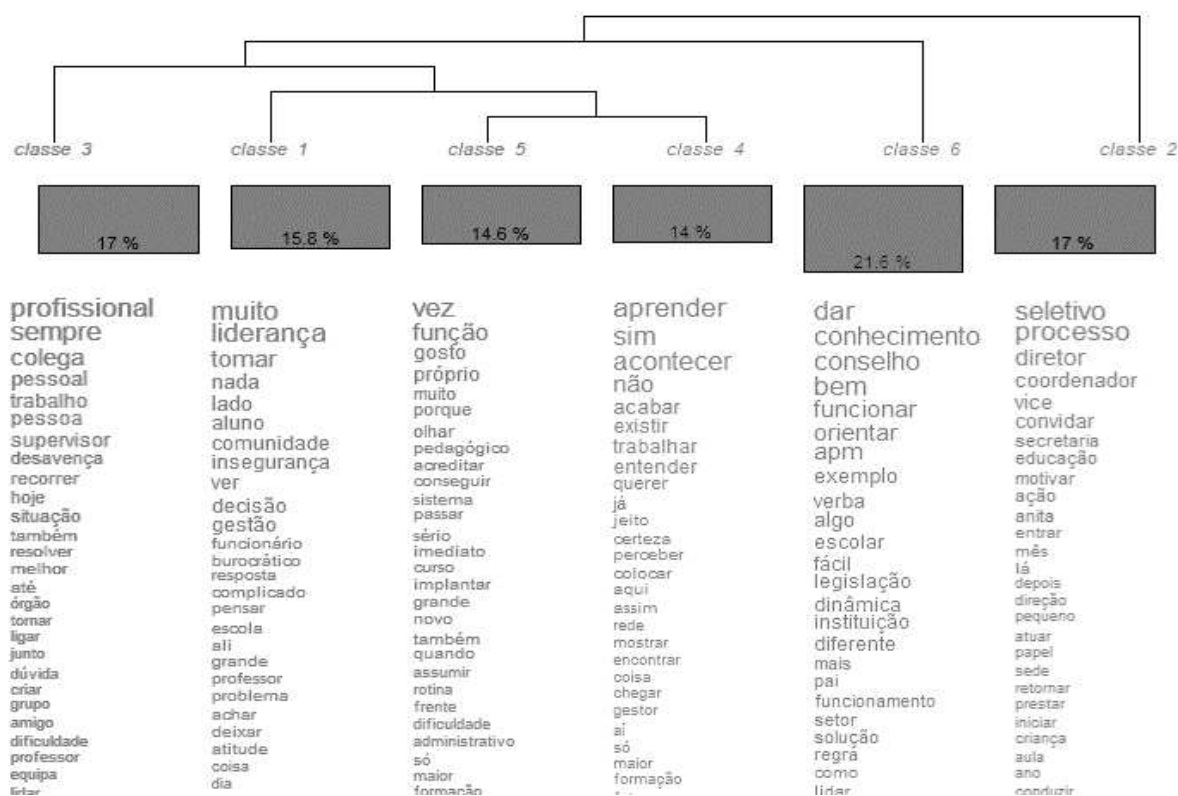 classe 3 classe 1 classe 5 classe 4 classe 6 classe 2
17 % 15.8 % 14.6 % 14 % 21.6 % 17 %
profissional
sempre
colega
pessoal
trabalho
pessoa
supervisor
desavença
recorrer
hoje
situação
também
resolver
melhor
até
órgão
tomar
ligar
junto
dúvida
criar
grupo
amigo
dificuldade
professor
equipa
lidar
muito
liderança
tomar
nada
lado
aluno
comunidade
insegurança
ver
decisão
gestão
funcionário
burocrático
resposta
complicado
pensar
escola
ali
grande
professor
problema
achar
deixar
atitude
coisa
dia
vez
função
gosto
próprio
muito
porque
olhar
pedagógico
acreditar
conseguir
sistema
passar
sério
imediato
curso
implantar
grande
novo
também
quando
assumir
rotina
frente
dificuldade
administrativo
só
maior
formação
aprender
sim
acontecer
não
acabar
existir
trabalhar
entender
querer
já
jeito
certeza
perceber
colocar
aqui
assim
rede
mostrar
encontrar
coisa
chegar
gestor
aí
só
maior
formação
dar
conhecimento
conselho
bem
funcionar
orientar
apm
exemplo
verba
algo
escolar
fácil
legislação
dinâmica
instituição
diferente
mais
pai
funcionamento
setor
solução
regra
como
lidar
seletivo
processo
diretor
coordenador
vice
convidar
secretaria
educação
motivar
ação
anita
entrar
mês
lá
depois
direção
pequeno
atuar
papel
sede
retornar
prestar
iniciar
criança
aula
ano
conduzir